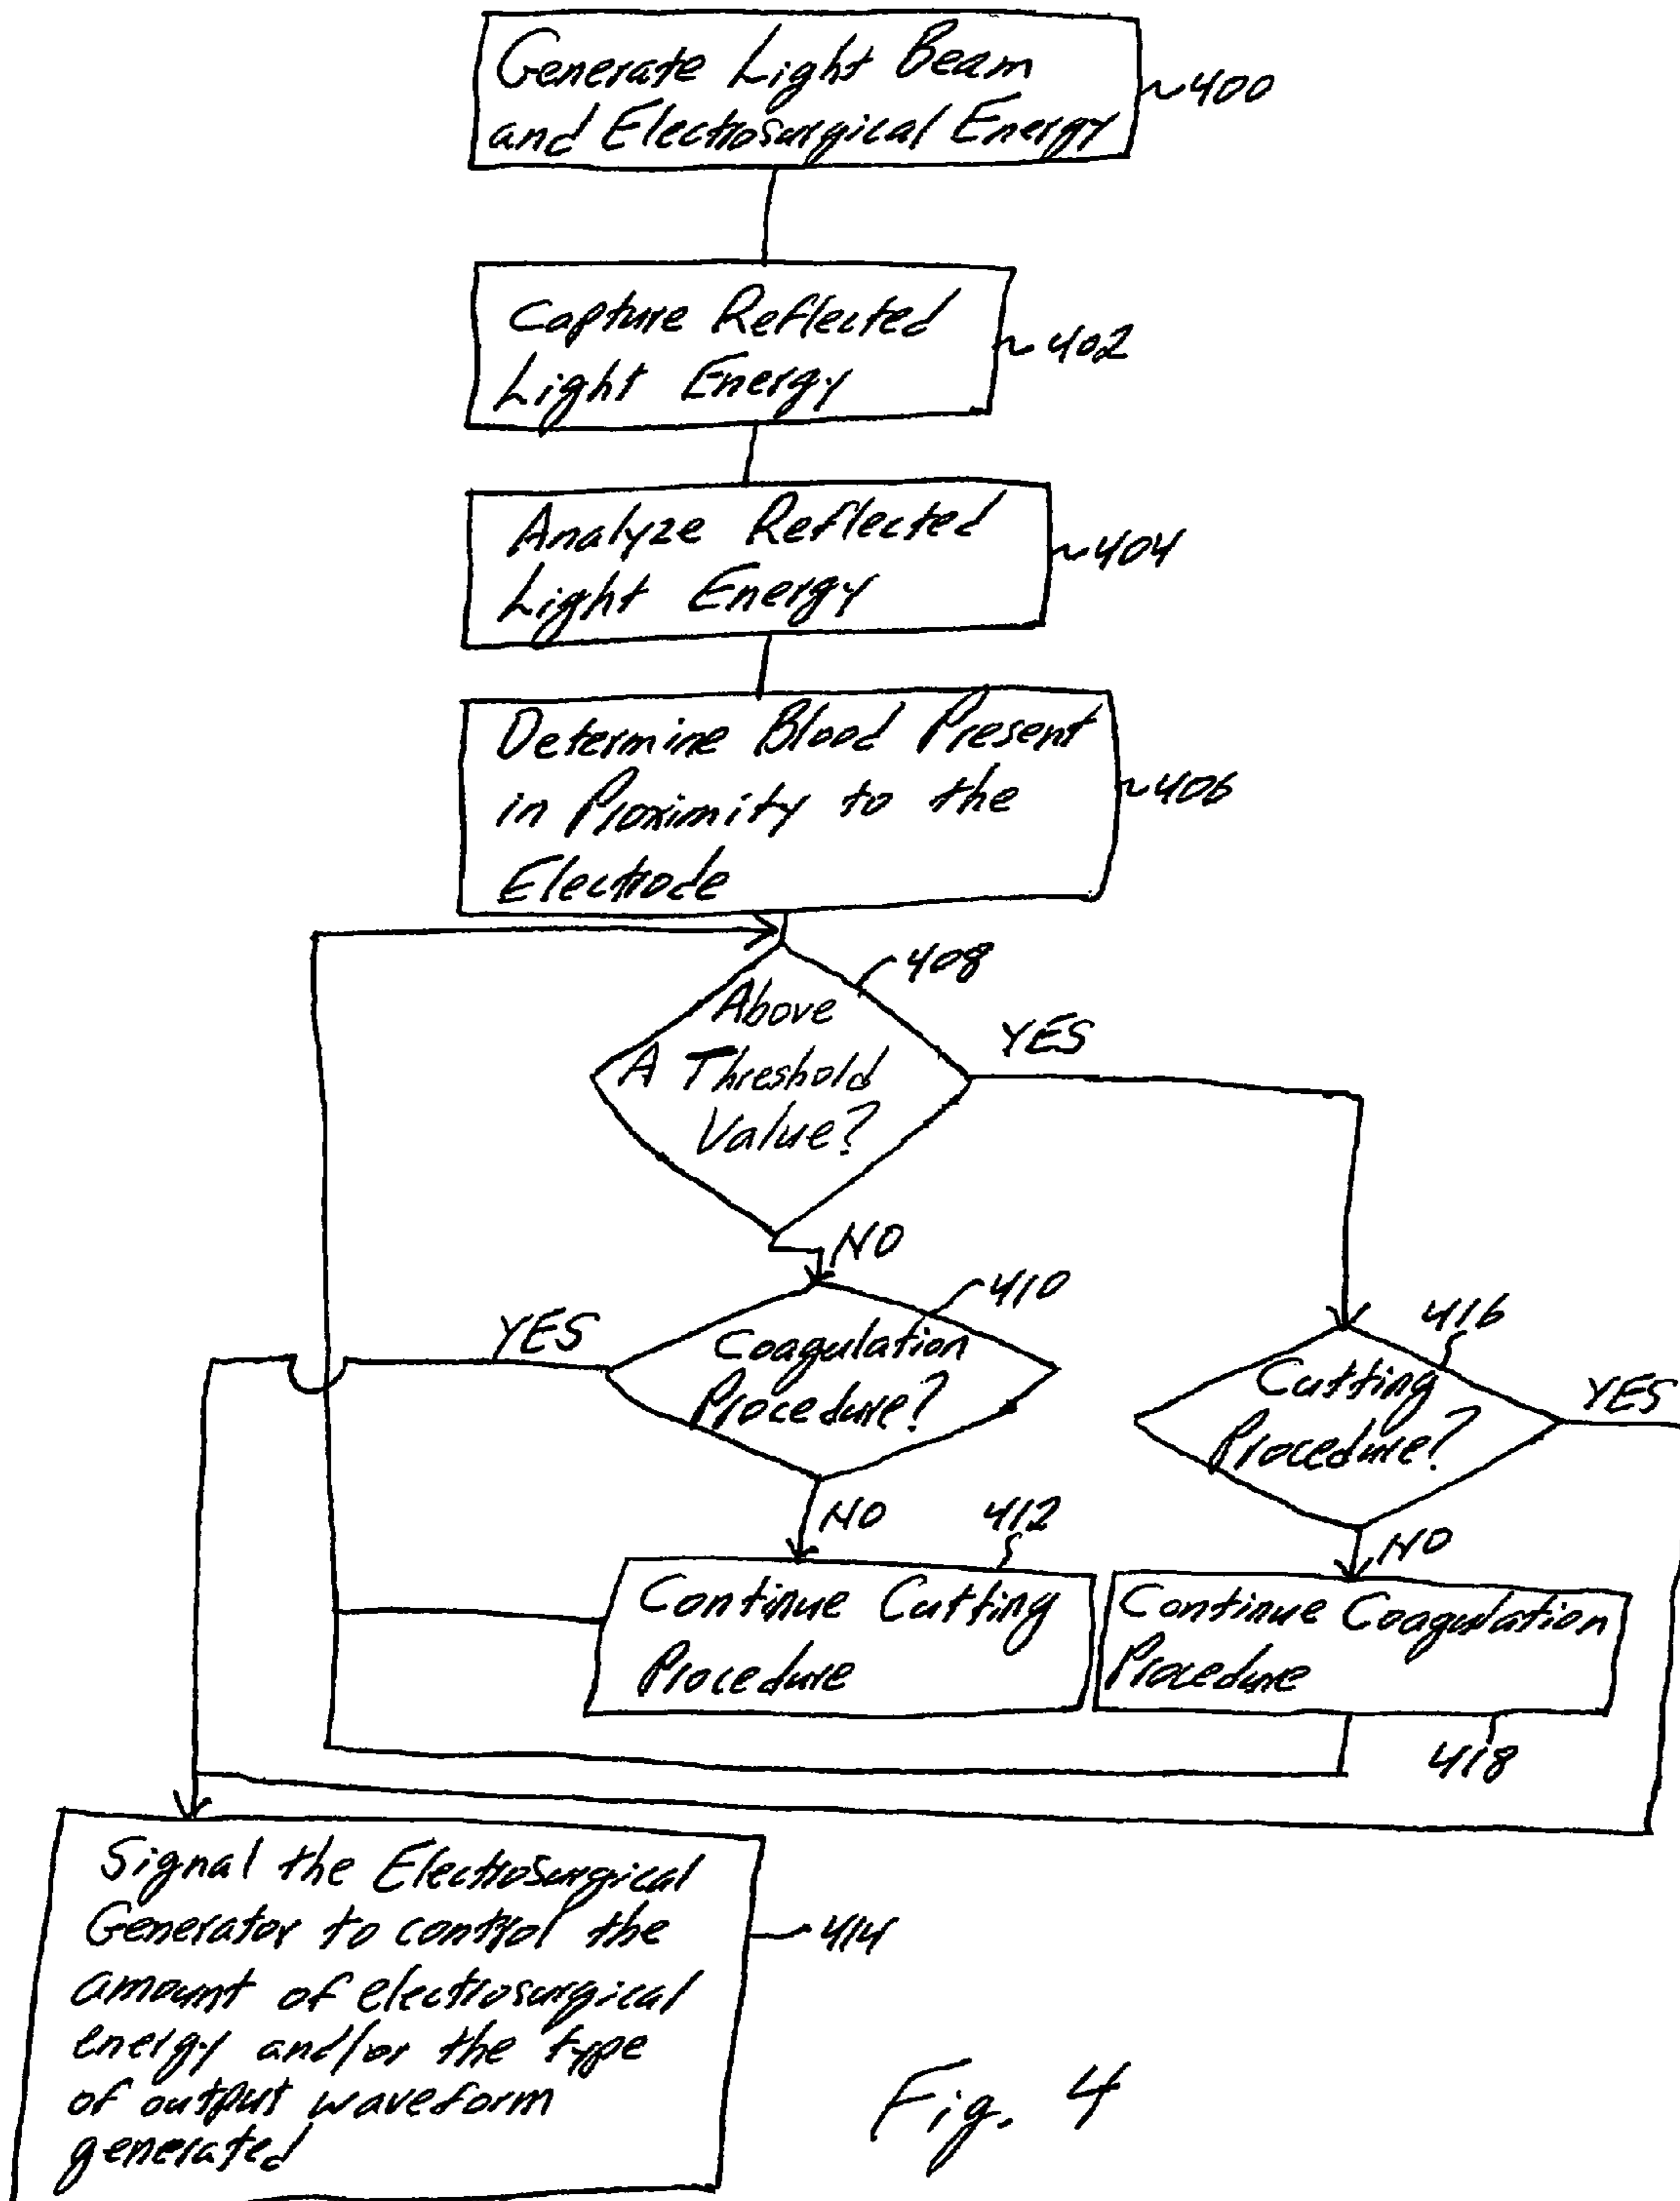 Generate Light Beam
and Electrosurgical Energy
~400
Capture Reflected
Light Energy
~402
Analyze Reflected
Light Energy
~404
Determine Blood Present
in Proximity to the
Electrode
~406
408
Above
A Threshold
Value?
YES
NO
410
Coagulation
Procedure?
YES
NO
416
Cutting
Procedure?
YES
NO
412
Continue Cutting
Procedure
Continue Coagulation
Procedure
418
Signal the Electrosurgical
Generator to control the
amount of electrosurgical
energy and/or the type
of output waveform
generated
414
Fig. 4